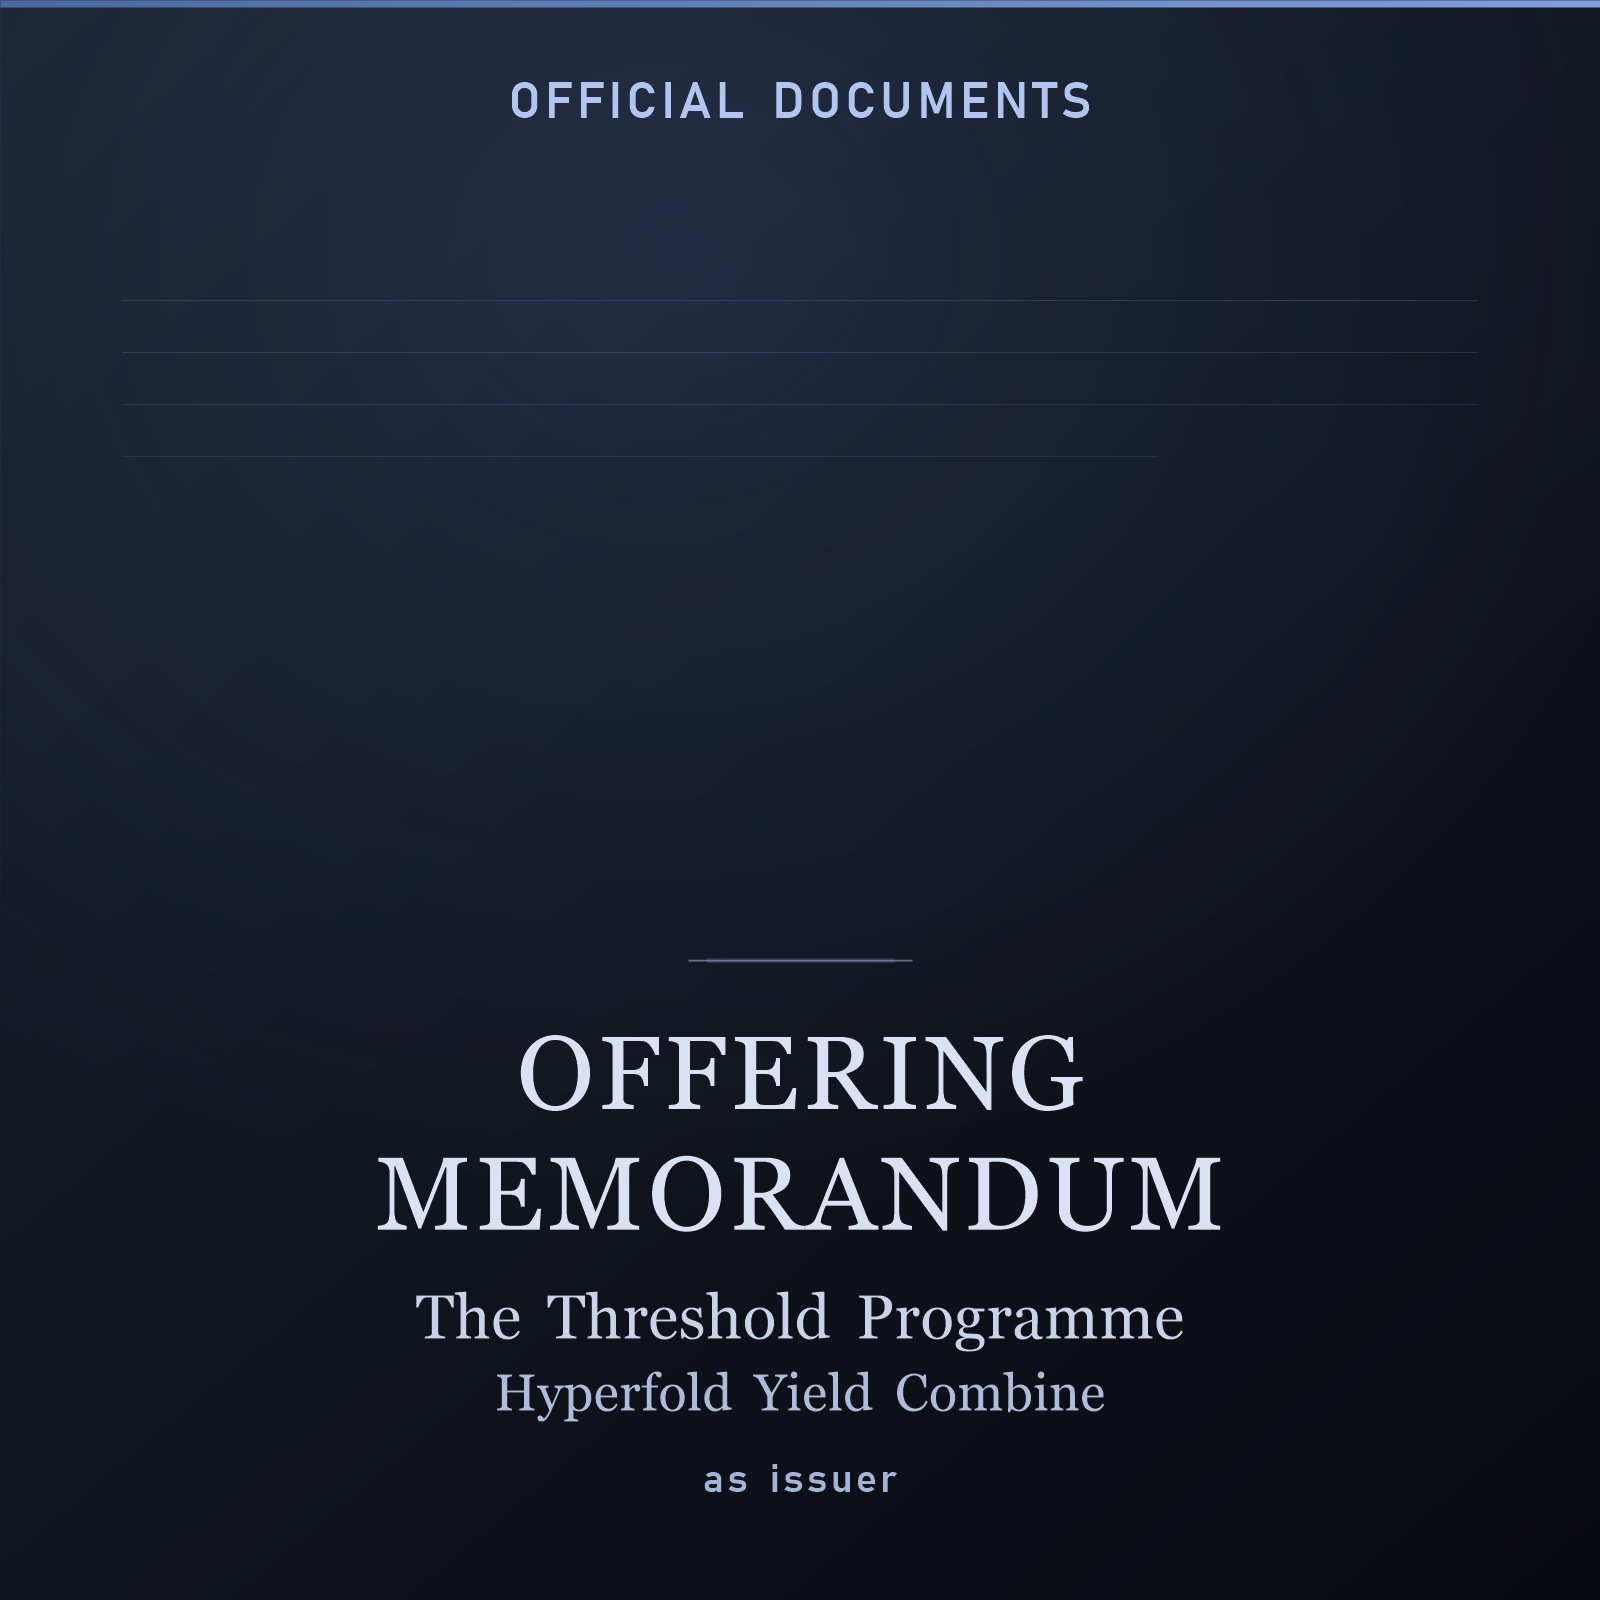 OFFICIAL DOCUMENTS
OFFERING
MEMORANDUM
The Threshold Programme
Hyperfold Yield Combine
as issuer